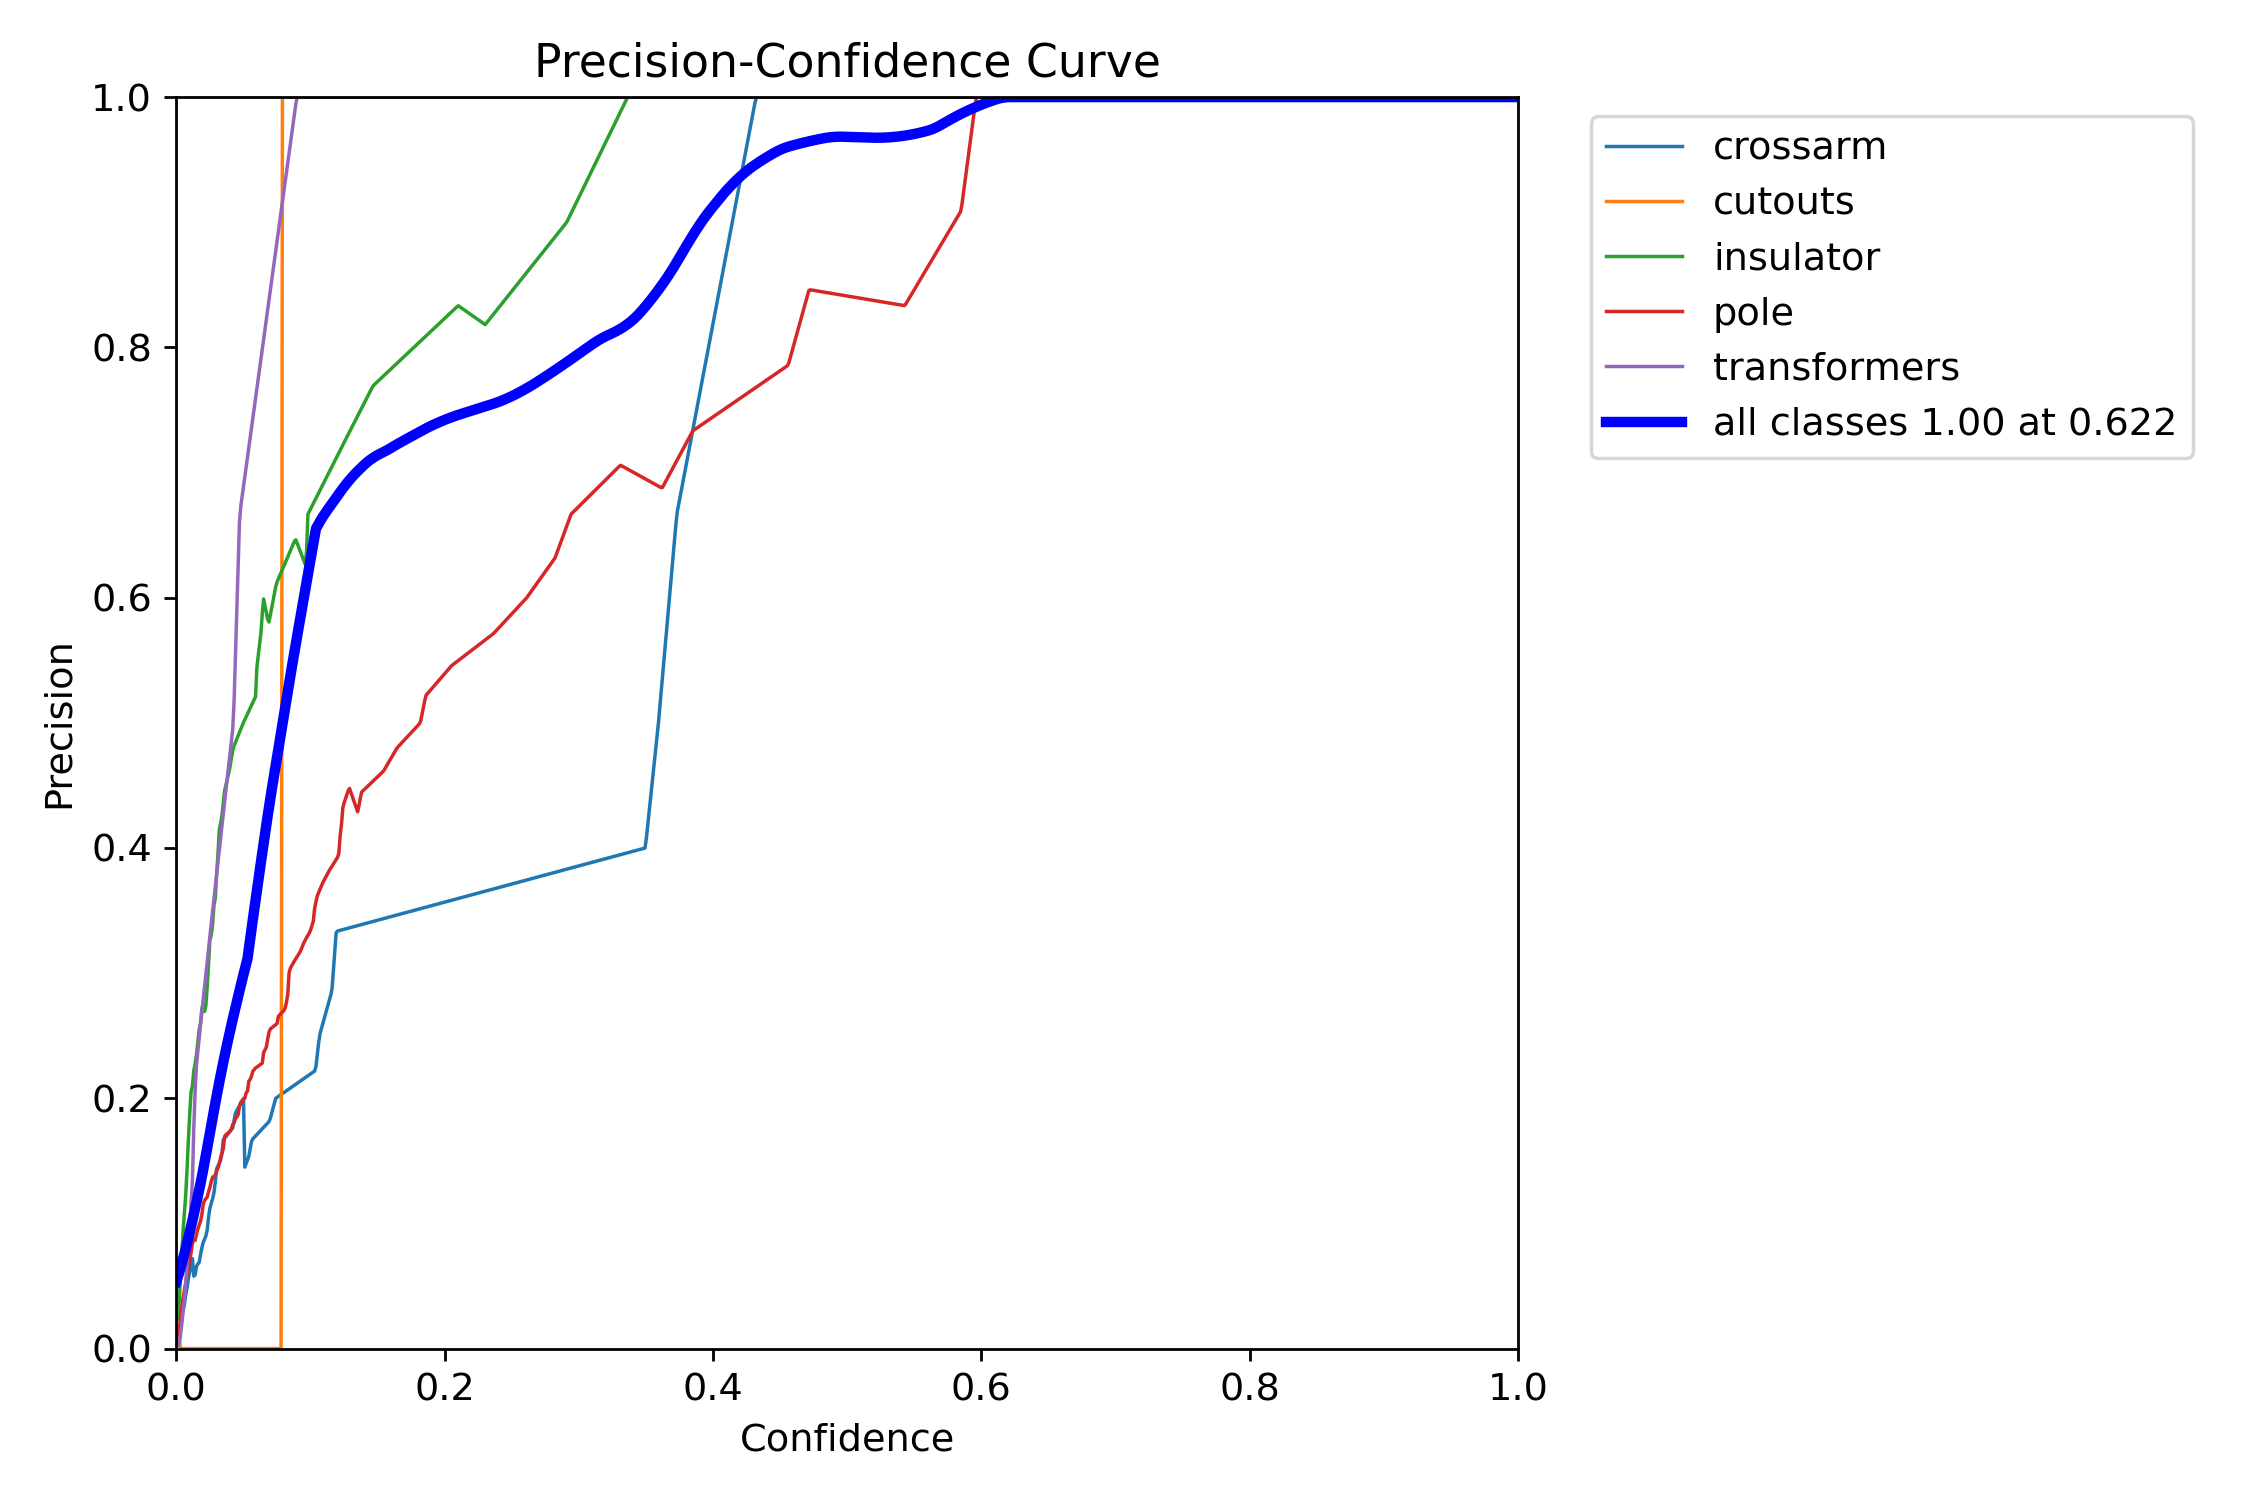 Precision-Confidence Curve
1.0
0.8
0.6
0.4
0.2
0.0
Precision
0.0 0.2 0.4 0.6 0.8 1.0
Confidence
crossarm
cutouts
insulator
pole
transformers
all classes 1.00 at 0.622